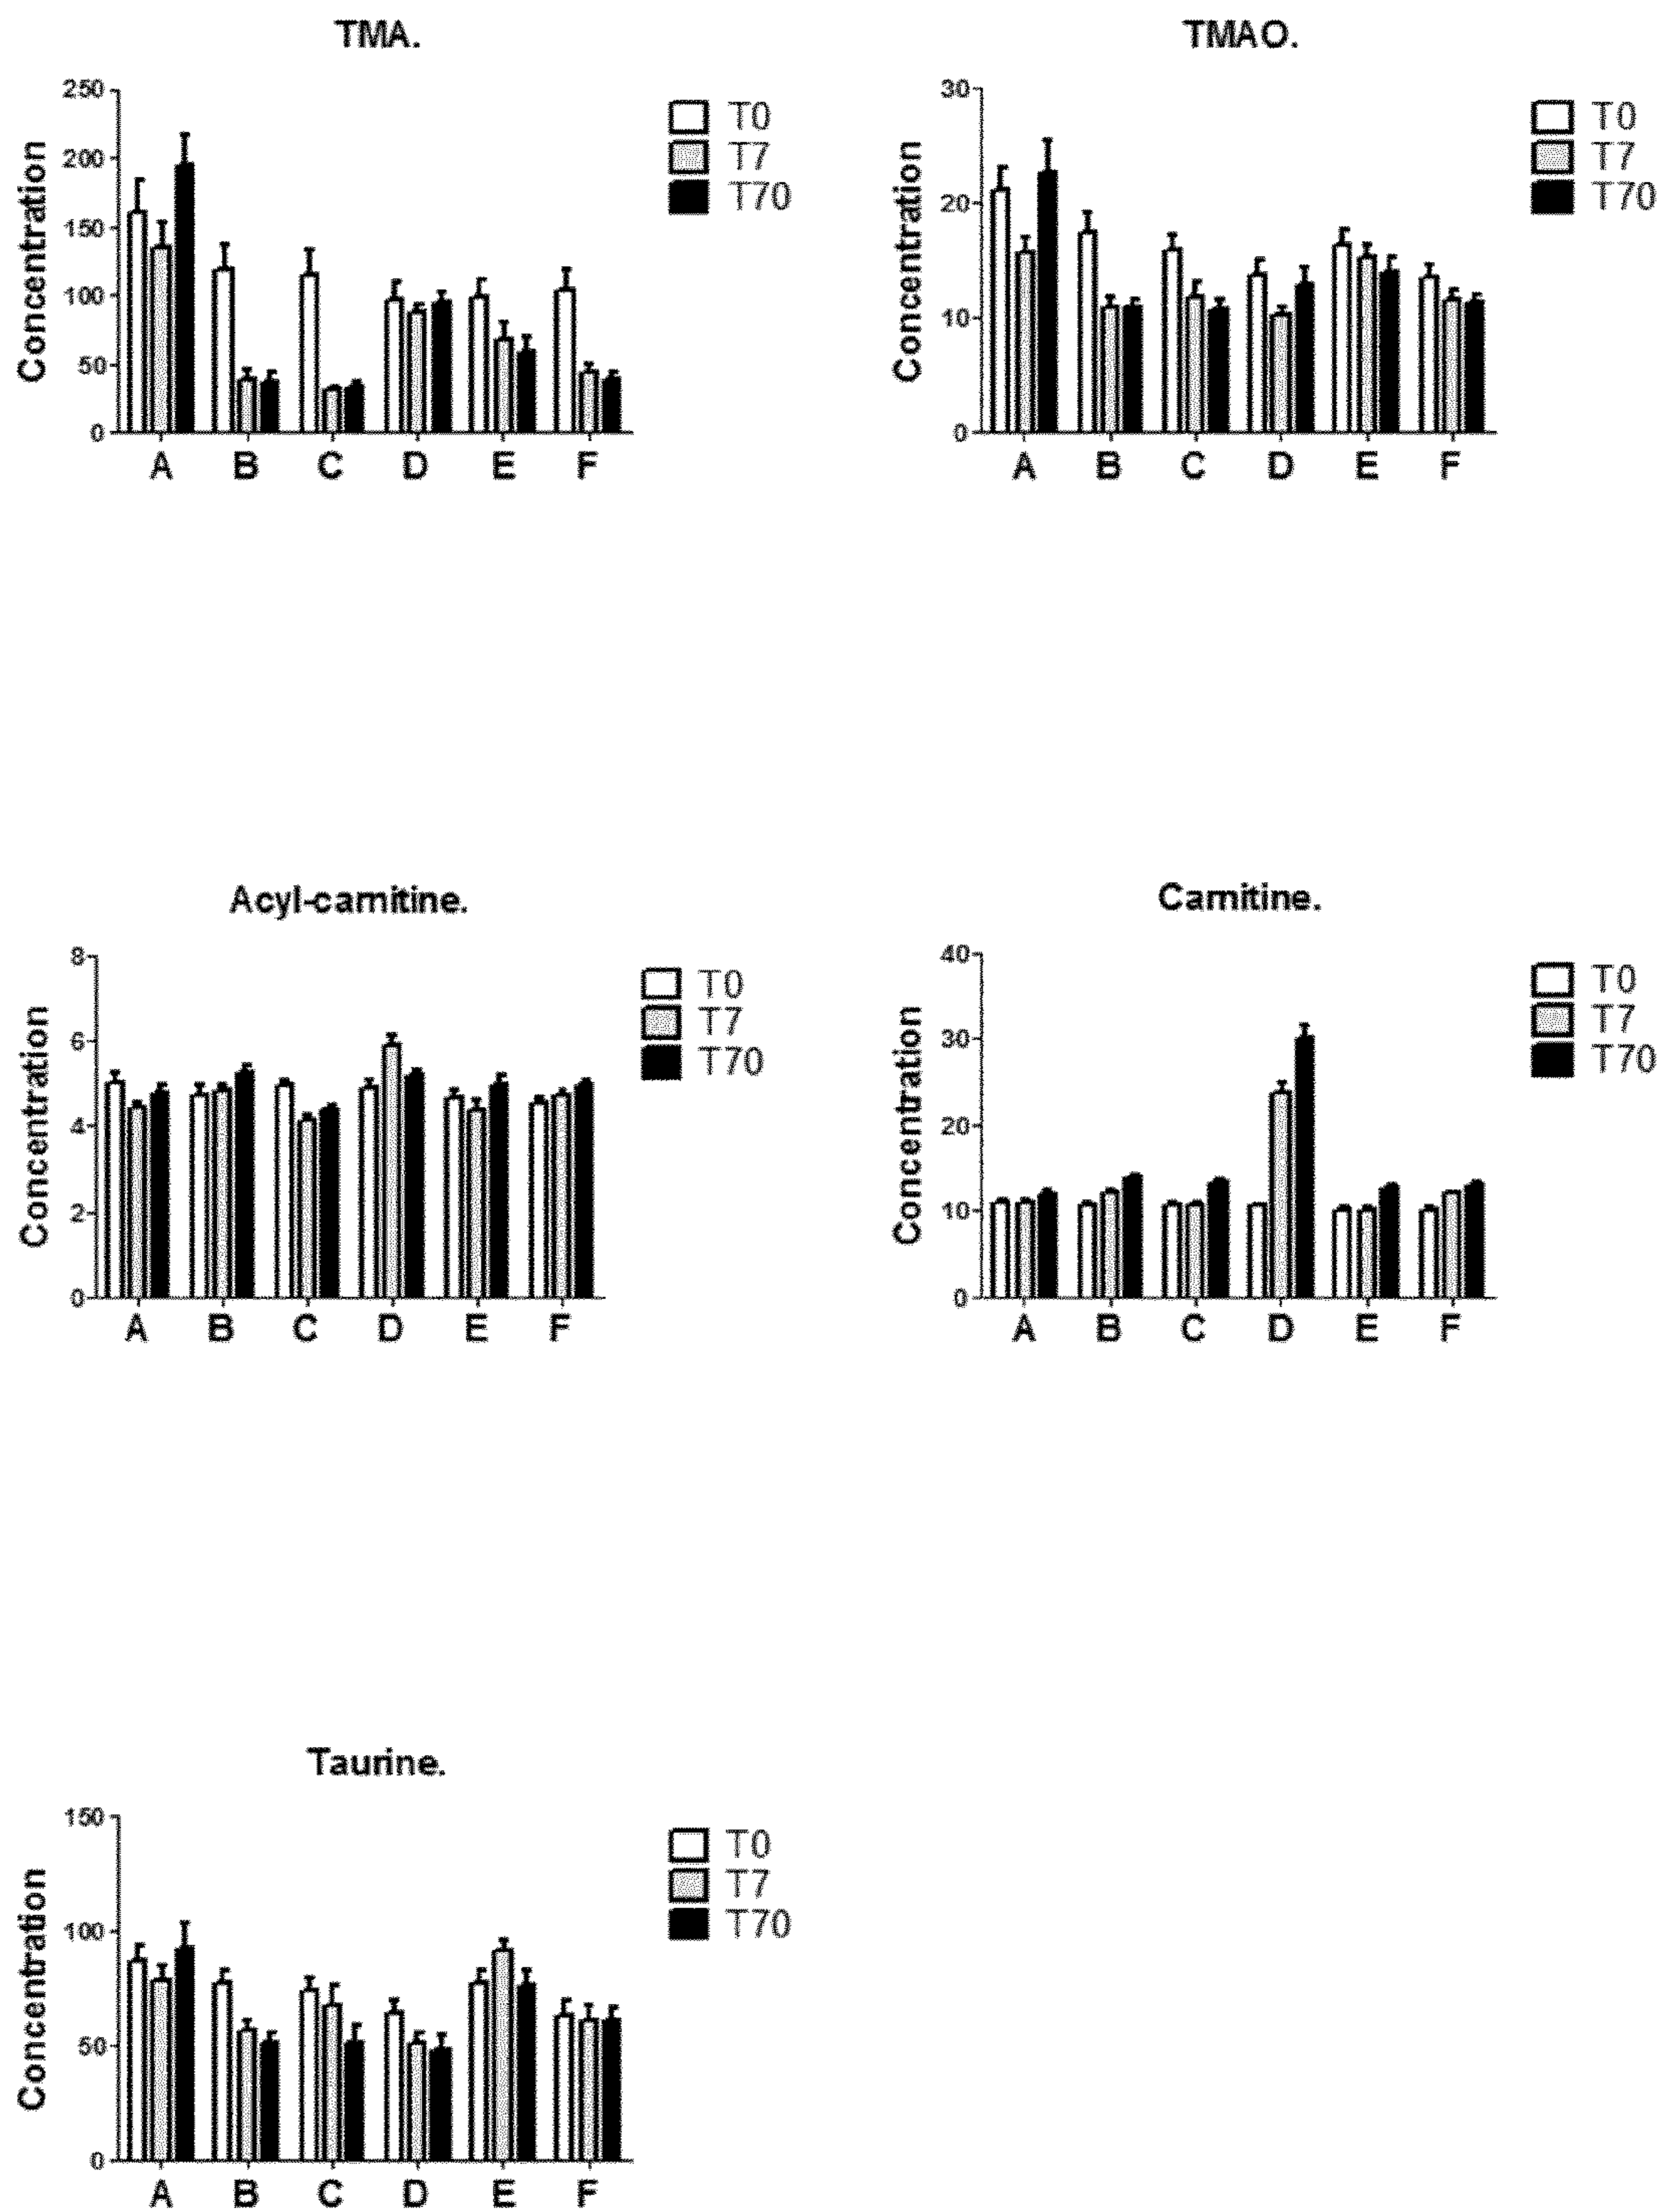 TMA.
250
200
150
100
50
0
Concentration
A B C D E F
T0
T7
T70
TMAO.
30
20
10
0
Concentration
A B C D E F
T0
T7
T70
Acyl-carnitine.
8
6
4
2
0
Concentration
A B C D E F
T0
T7
T70
Carnitine.
40
30
20
10
0
Concentration
A B C D E F
T0
T7
T70
Taurine.
150
100
50
0
Concentration
A B C D E F
T0
T7
T70